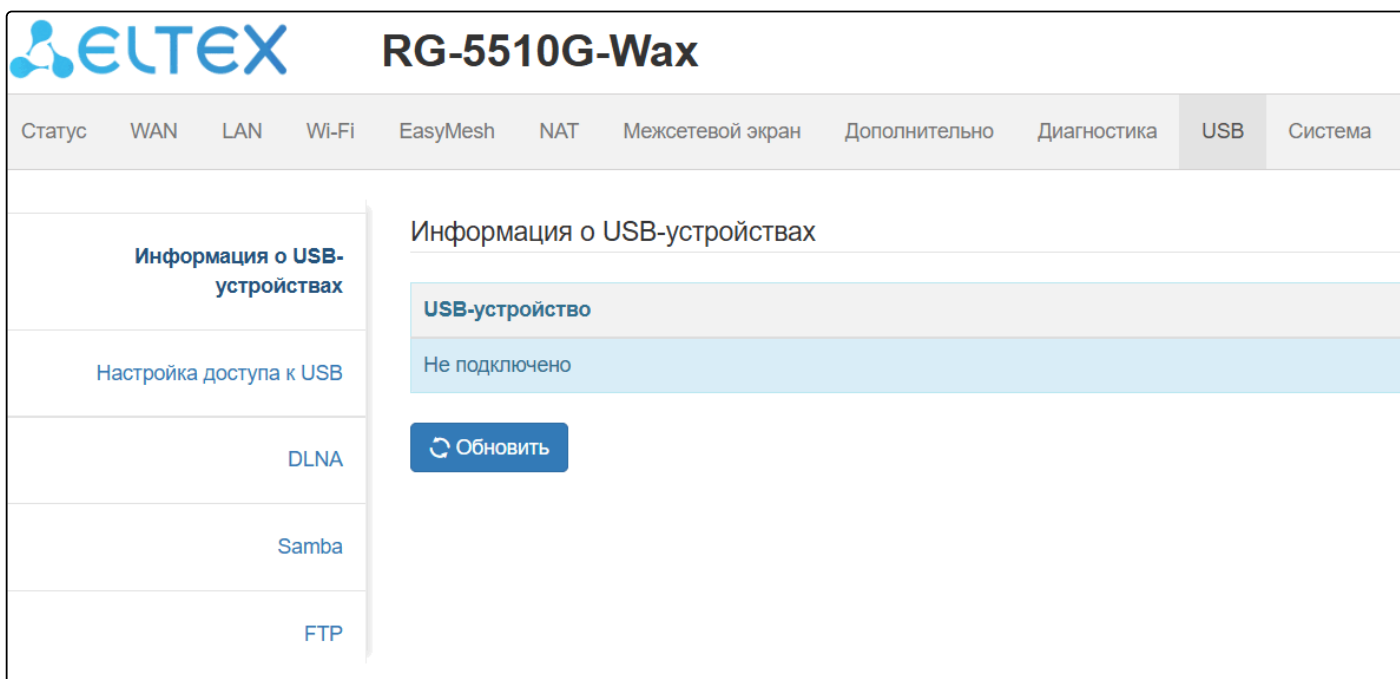 ELTEX RG-5510G-Wax
Статус WAN LAN Wi-Fi EasyMesh NAT Межсетевой экран Дополнительно Диагностика USB Система
Информация о USB-
устройствах
Настройка доступа к USB
DLNA
Samba
FTP
Информация о USB-устройствах
USB-устройство
Не подключено
Обновить